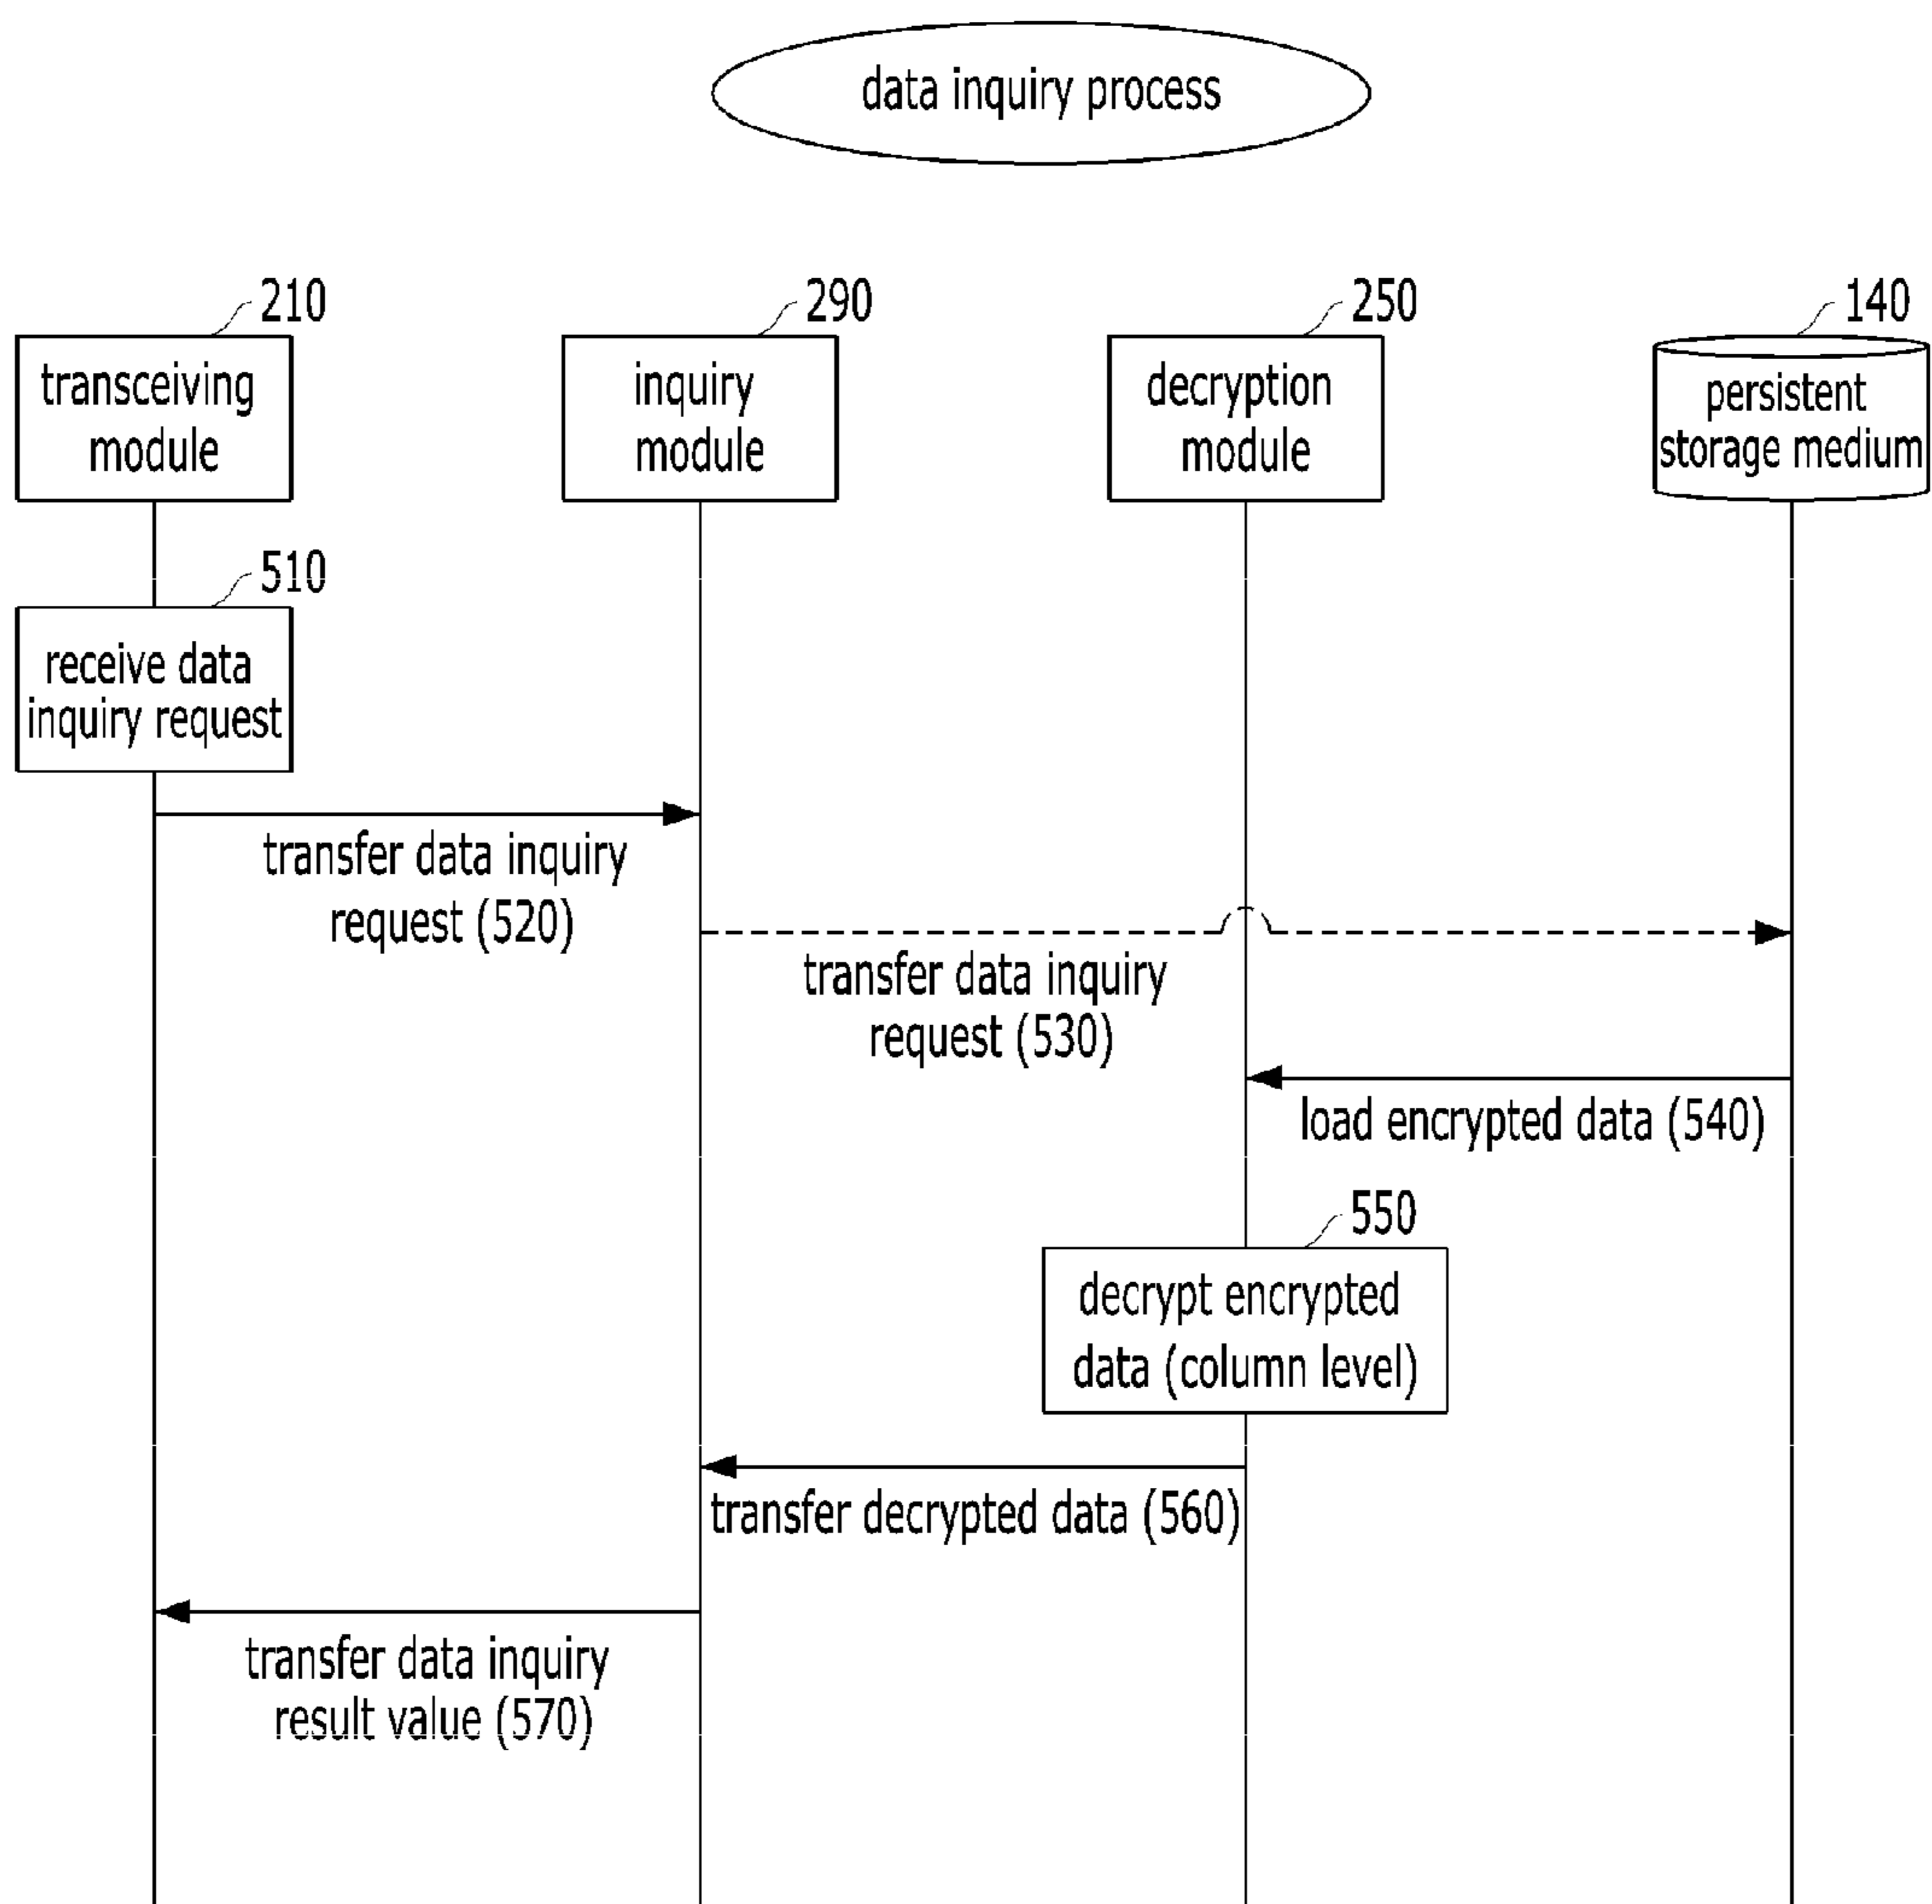 data inquiry process
210
290
250
140
transceiving
module
inquiry
module
decryption
module
persistent
storage medium
510
receive data
inquiry request
transfer data inquiry
request (520)
transfer data inquiry
request (530)
load encrypted data (540)
550
decrypt encrypted
data (column level)
transfer decrypted data (560)
transfer data inquiry
result value (570)